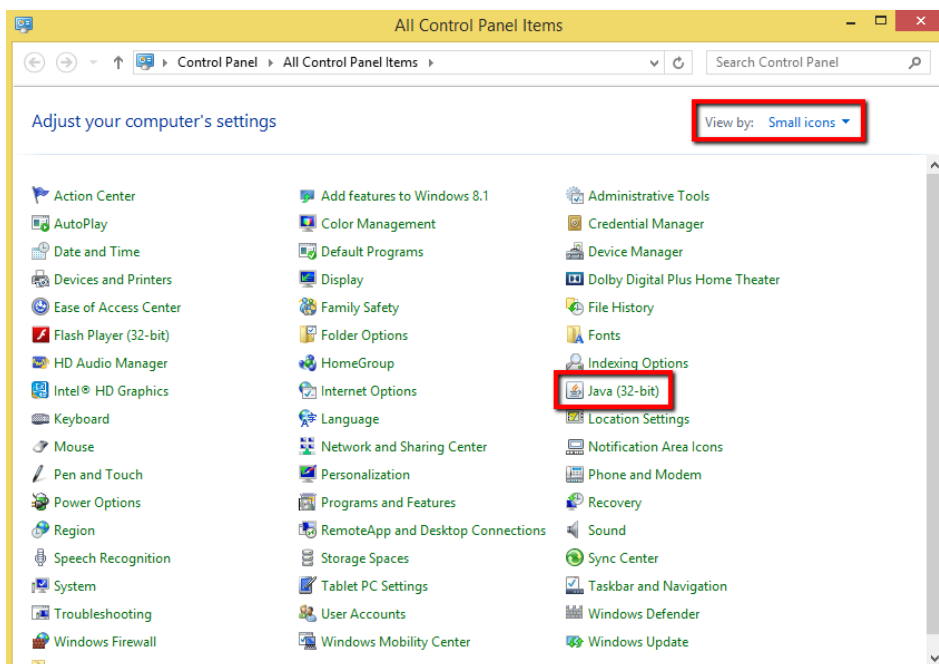 All Control Panel Items
Control Panel All Control Panel Items Search Control Panel
Adjust your computer's settings View by: Small icons
Action Center Add features to Windows 8.1 Administrative Tools
AutoPlay Color Management Credential Manager
Date and Time Default Programs Device Manager
Devices and Printers Display Dolby Digital Plus Home Theater
Ease of Access Center Family Safety File History
Flash Player (32-bit) Folder Options Fonts
HD Audio Manager HomeGroup Indexing Options
Intel® HD Graphics Internet Options Java (32-bit)
Keyboard Language Location Settings
Mouse Network and Sharing Center Notification Area Icons
Pen and Touch Personalization Phone and Modem
Power Options Programs and Features Recovery
Region RemoteApp and Desktop Connections Sound
Speech Recognition Storage Spaces Sync Center
System Tablet PC Settings Taskbar and Navigation
Troubleshooting User Accounts Windows Defender
Windows Firewall Windows Mobility Center Windows Update